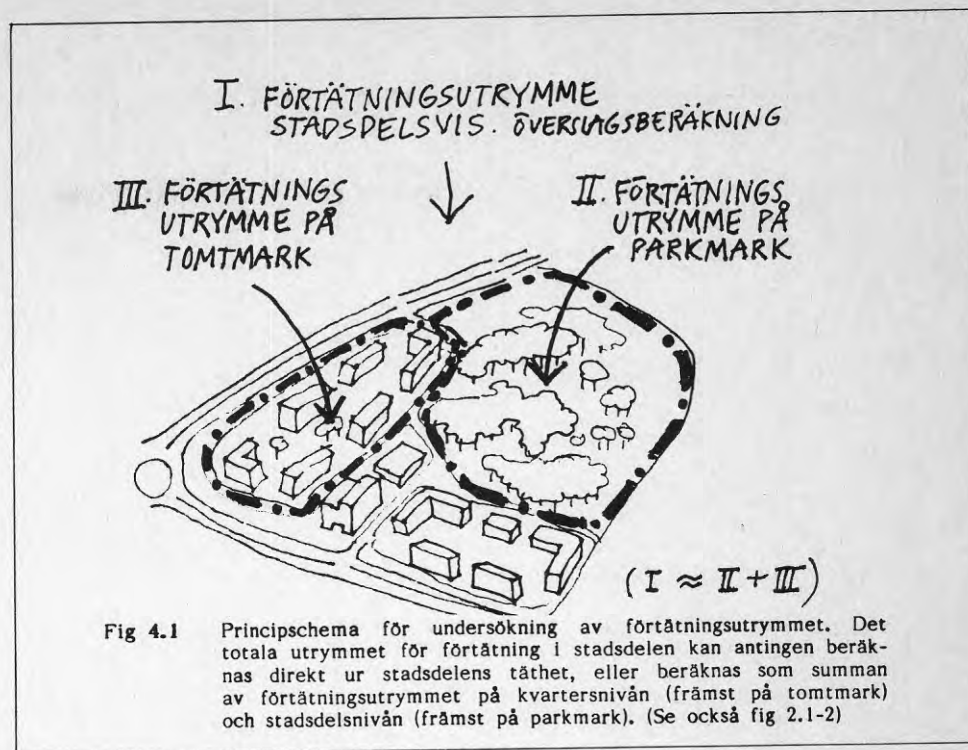 I. FÖRTÄTNINGSUTRYMME
STADSDELSVIS. ÖVERSLAGSBERÄKNING
III. FÖRTÄTNINGS
UTRYMME PÅ
TOMTMARK
II. FÖRTÄTNINGS
UTRYMME PÅ
PARKMARK
(I ≈ II + III)
Fig 4.1 Principschema för undersökning av förtätningsutrymmet. Det
totala utrymmet för förtätning i stadsdelen kan antingen beräk-
nas direkt ur stadsdelens täthet, eller beräknas som summan
av förtätningsutrymmet på kvartersnivån (främst på tomtmark)
och stadsdelsnivån (främst på parkmark). (Se också fig 2.1-2)